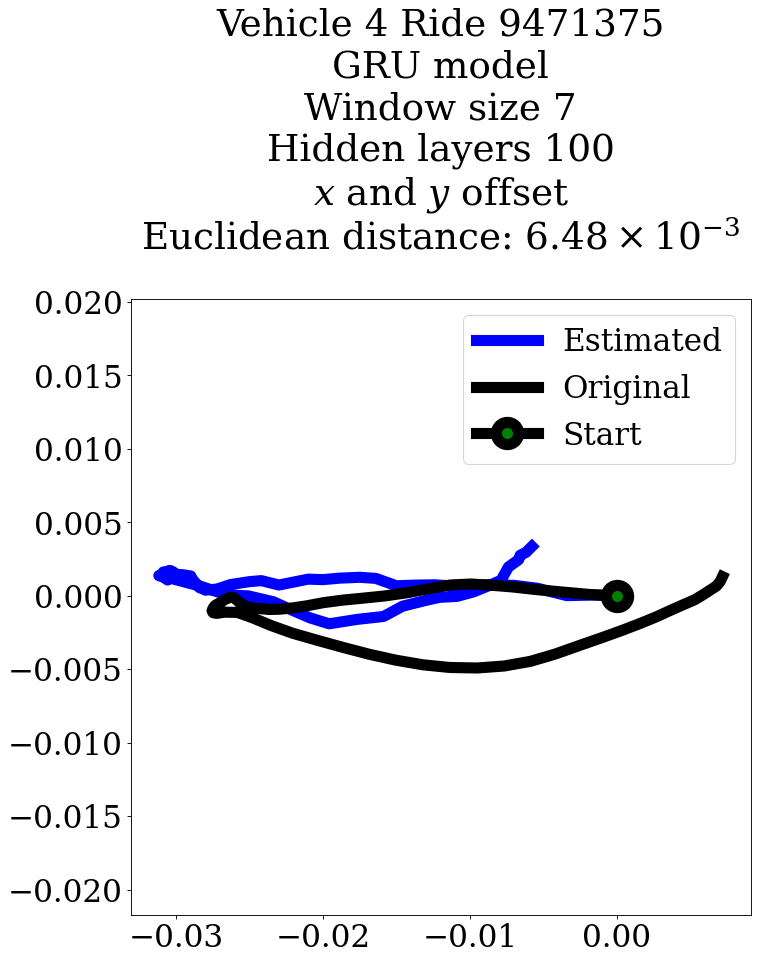 Vehicle 4 Ride 9471375
GRU model
Window size 7
Hidden layers 100
x and y offset
Euclidean distance: 6.48 × 10⁻³
Estimated
Original
Start
0.020
0.015
0.010
0.005
0.000
−0.005
−0.010
−0.015
−0.020
−0.03 −0.02 −0.01 0.00